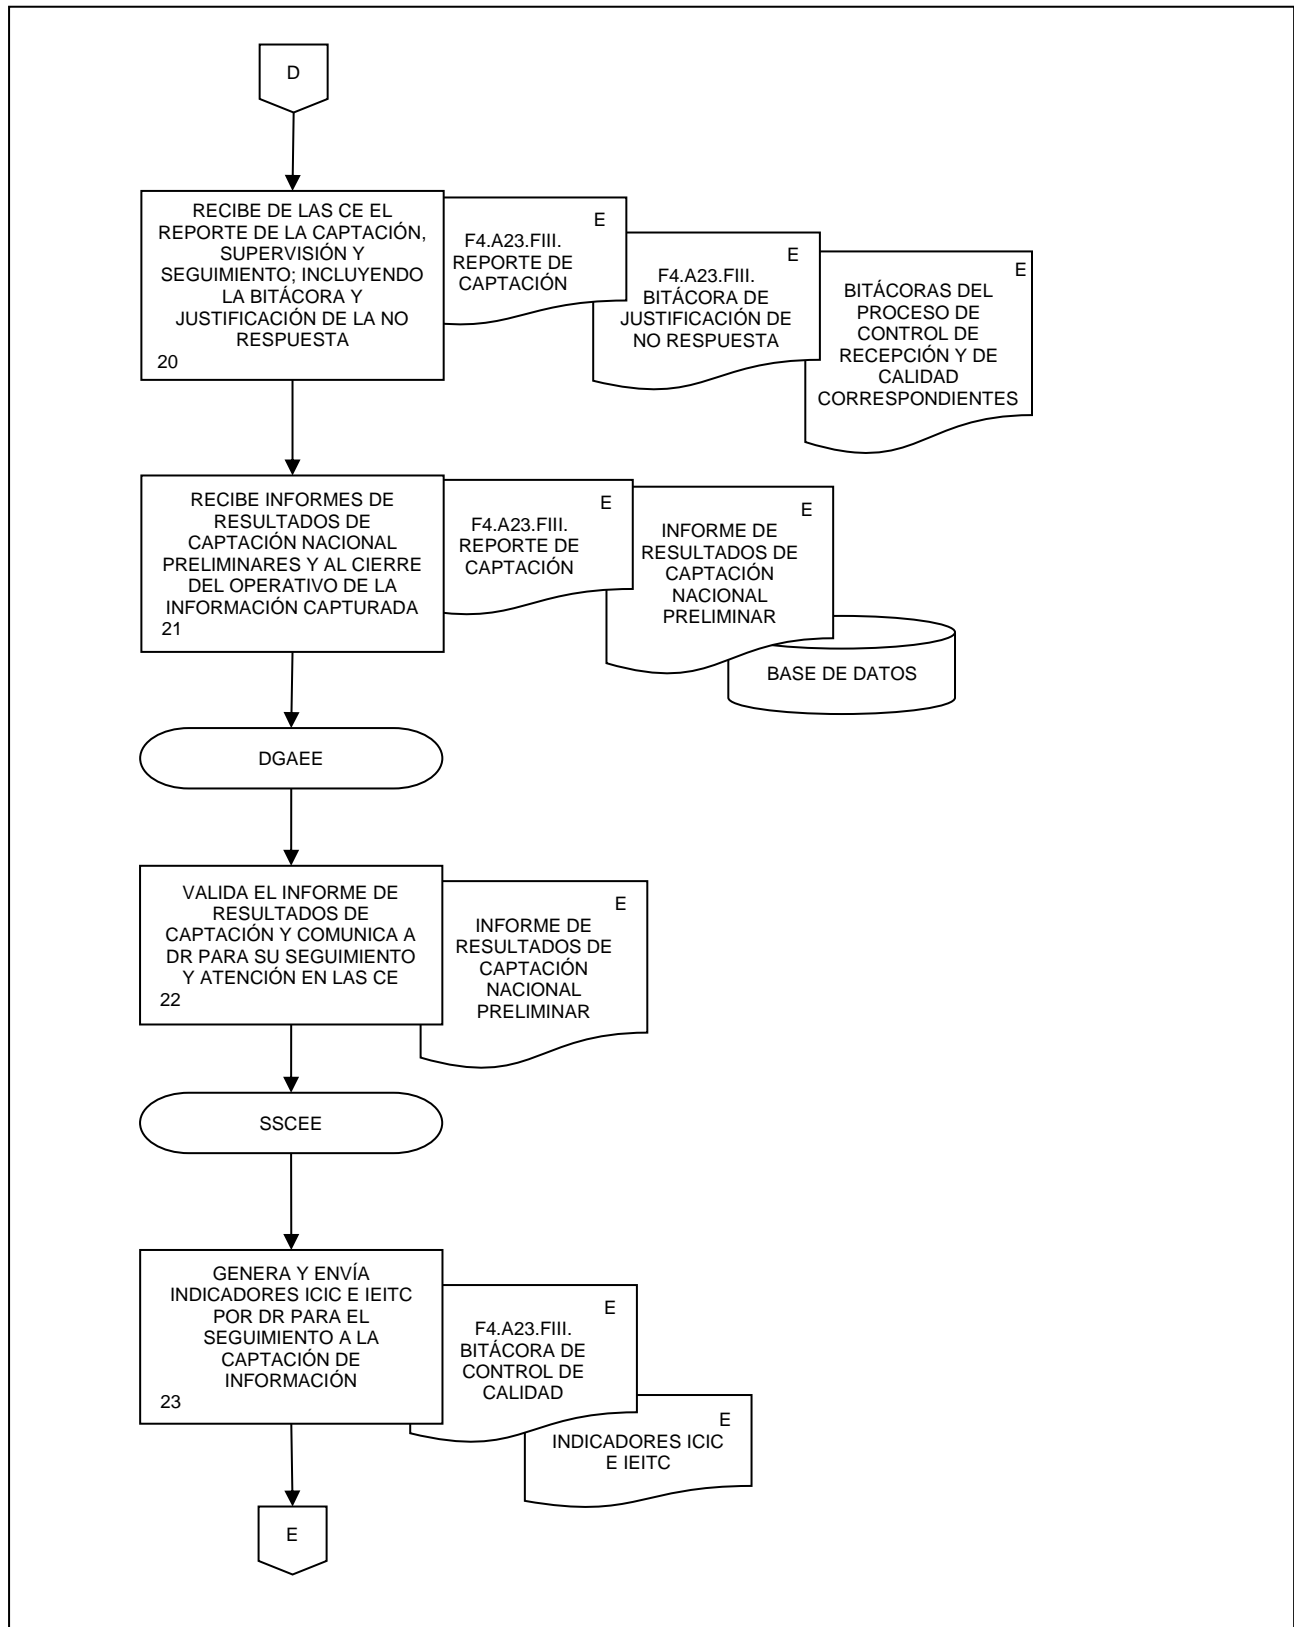 D
RECIBE DE LAS CE EL
REPORTE DE LA CAPTACIÓN,
SUPERVISIÓN Y
SEGUIMIENTO; INCLUYENDO
LA BITÁCORA Y
JUSTIFICACIÓN DE LA NO
RESPUESTA
20
E
F4.A23.FIII.
REPORTE DE
CAPTACIÓN
E
F4.A23.FIII.
BITÁCORA DE
JUSTIFICACIÓN DE
NO RESPUESTA
E
BITÁCORAS DEL
PROCESO DE
CONTROL DE
RECEPCIÓN Y DE
CALIDAD
CORRESPONDIENTES
RECIBE INFORMES DE
RESULTADOS DE
CAPTACIÓN NACIONAL
PRELIMINARES Y AL CIERRE
DEL OPERATIVO DE LA
INFORMACIÓN CAPTURADA
21
E
F4.A23.FIII.
REPORTE DE
CAPTACIÓN
E
INFORME DE
RESULTADOS DE
CAPTACIÓN
NACIONAL
PRELIMINAR
BASE DE DATOS
DGAEE
VALIDA EL INFORME DE
RESULTADOS DE
CAPTACIÓN Y COMUNICA A
DR PARA SU SEGUIMIENTO
Y ATENCIÓN EN LAS CE
22
E
INFORME DE
RESULTADOS DE
CAPTACIÓN
NACIONAL
PRELIMINAR
SSCEE
GENERA Y ENVÍA
INDICADORES ICIC E IEITC
POR DR PARA EL
SEGUIMIENTO A LA
CAPTACIÓN DE
INFORMACIÓN
23
E
F4.A23.FIII.
BITÁCORA DE
CONTROL DE
CALIDAD
E
INDICADORES ICIC
E IEITC
E